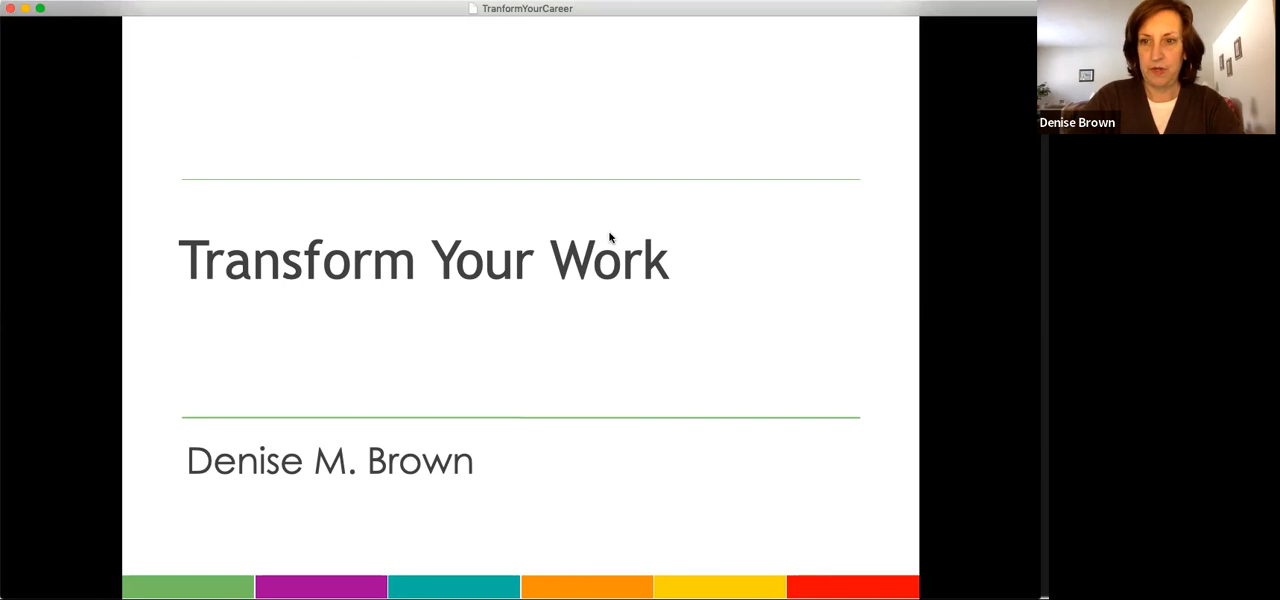 TranformYourCareer
Denise Brown
Transform Your Work
Denise M. Brown